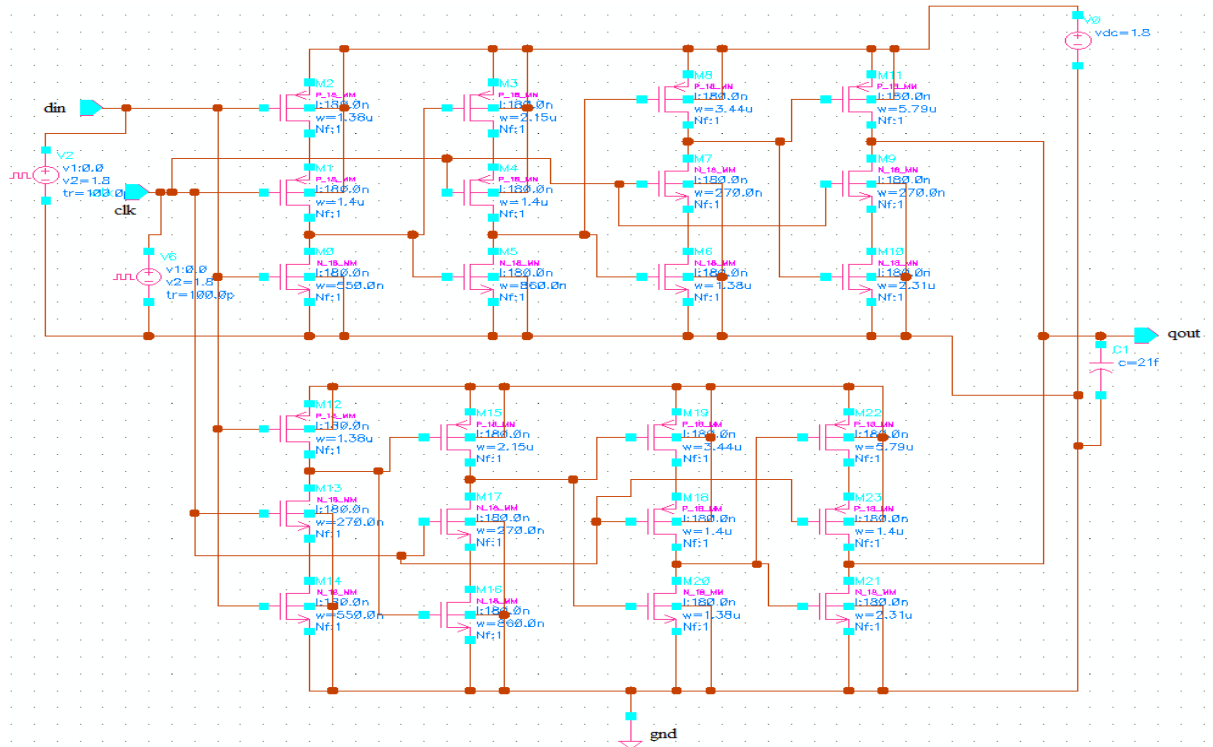 V0
vdc=1.8
din
clk
V2
v1:0.0
v2=1.8
tr=100.0p
V6
v1:0.0
v2=1.8
tr=100.0p
M2
P_18_MM
l:180.0n
w=1.38u
Nf:1
M3
P_18_MM
l:180.0n
w=2.15u
Nf:1
M8
P_18_MM
l:180.0n
w=3.44u
Nf:1
M11
P_18_MM
l:180.0n
w=5.79u
Nf:1
M1
P_18_MM
l:180.0n
w=1.4u
Nf:1
M4
P_18_MM
l:180.0n
w=1.4u
Nf:1
M7
N_18_MM
l:180.0n
w=270.0n
Nf:1
M9
N_18_MM
l:180.0n
w=270.0n
Nf:1
M0
N_18_MM
l:180.0n
w=550.0n
Nf:1
M5
N_18_MM
l:180.0n
w=860.0n
Nf:1
M6
N_18_MM
l:180.0n
w=1.38u
Nf:1
M10
N_18_MM
l:180.0n
w=2.31u
Nf:1
qout
C1
c=21f
M12
P_18_MM
l:180.0n
w=1.38u
Nf:1
M15
P_18_MM
l:180.0n
w=2.15u
Nf:1
M19
P_18_MM
l:180.0n
w=3.44u
Nf:1
M22
P_18_MM
l:180.0n
w=5.79u
Nf:1
M13
N_18_MM
l:180.0n
w=270.0n
Nf:1
M17
N_18_MM
l:180.0n
w=270.0n
Nf:1
M18
P_18_MM
l:180.0n
w=1.4u
Nf:1
M23
P_18_MM
l:180.0n
w=1.4u
Nf:1
M14
N_18_MM
l:180.0n
w=550.0n
Nf:1
M16
N_18_MM
l:180.0n
w=860.0n
Nf:1
M20
N_18_MM
l:180.0n
w=1.38u
Nf:1
M21
N_18_MM
l:180.0n
w=2.31u
Nf:1
gnd